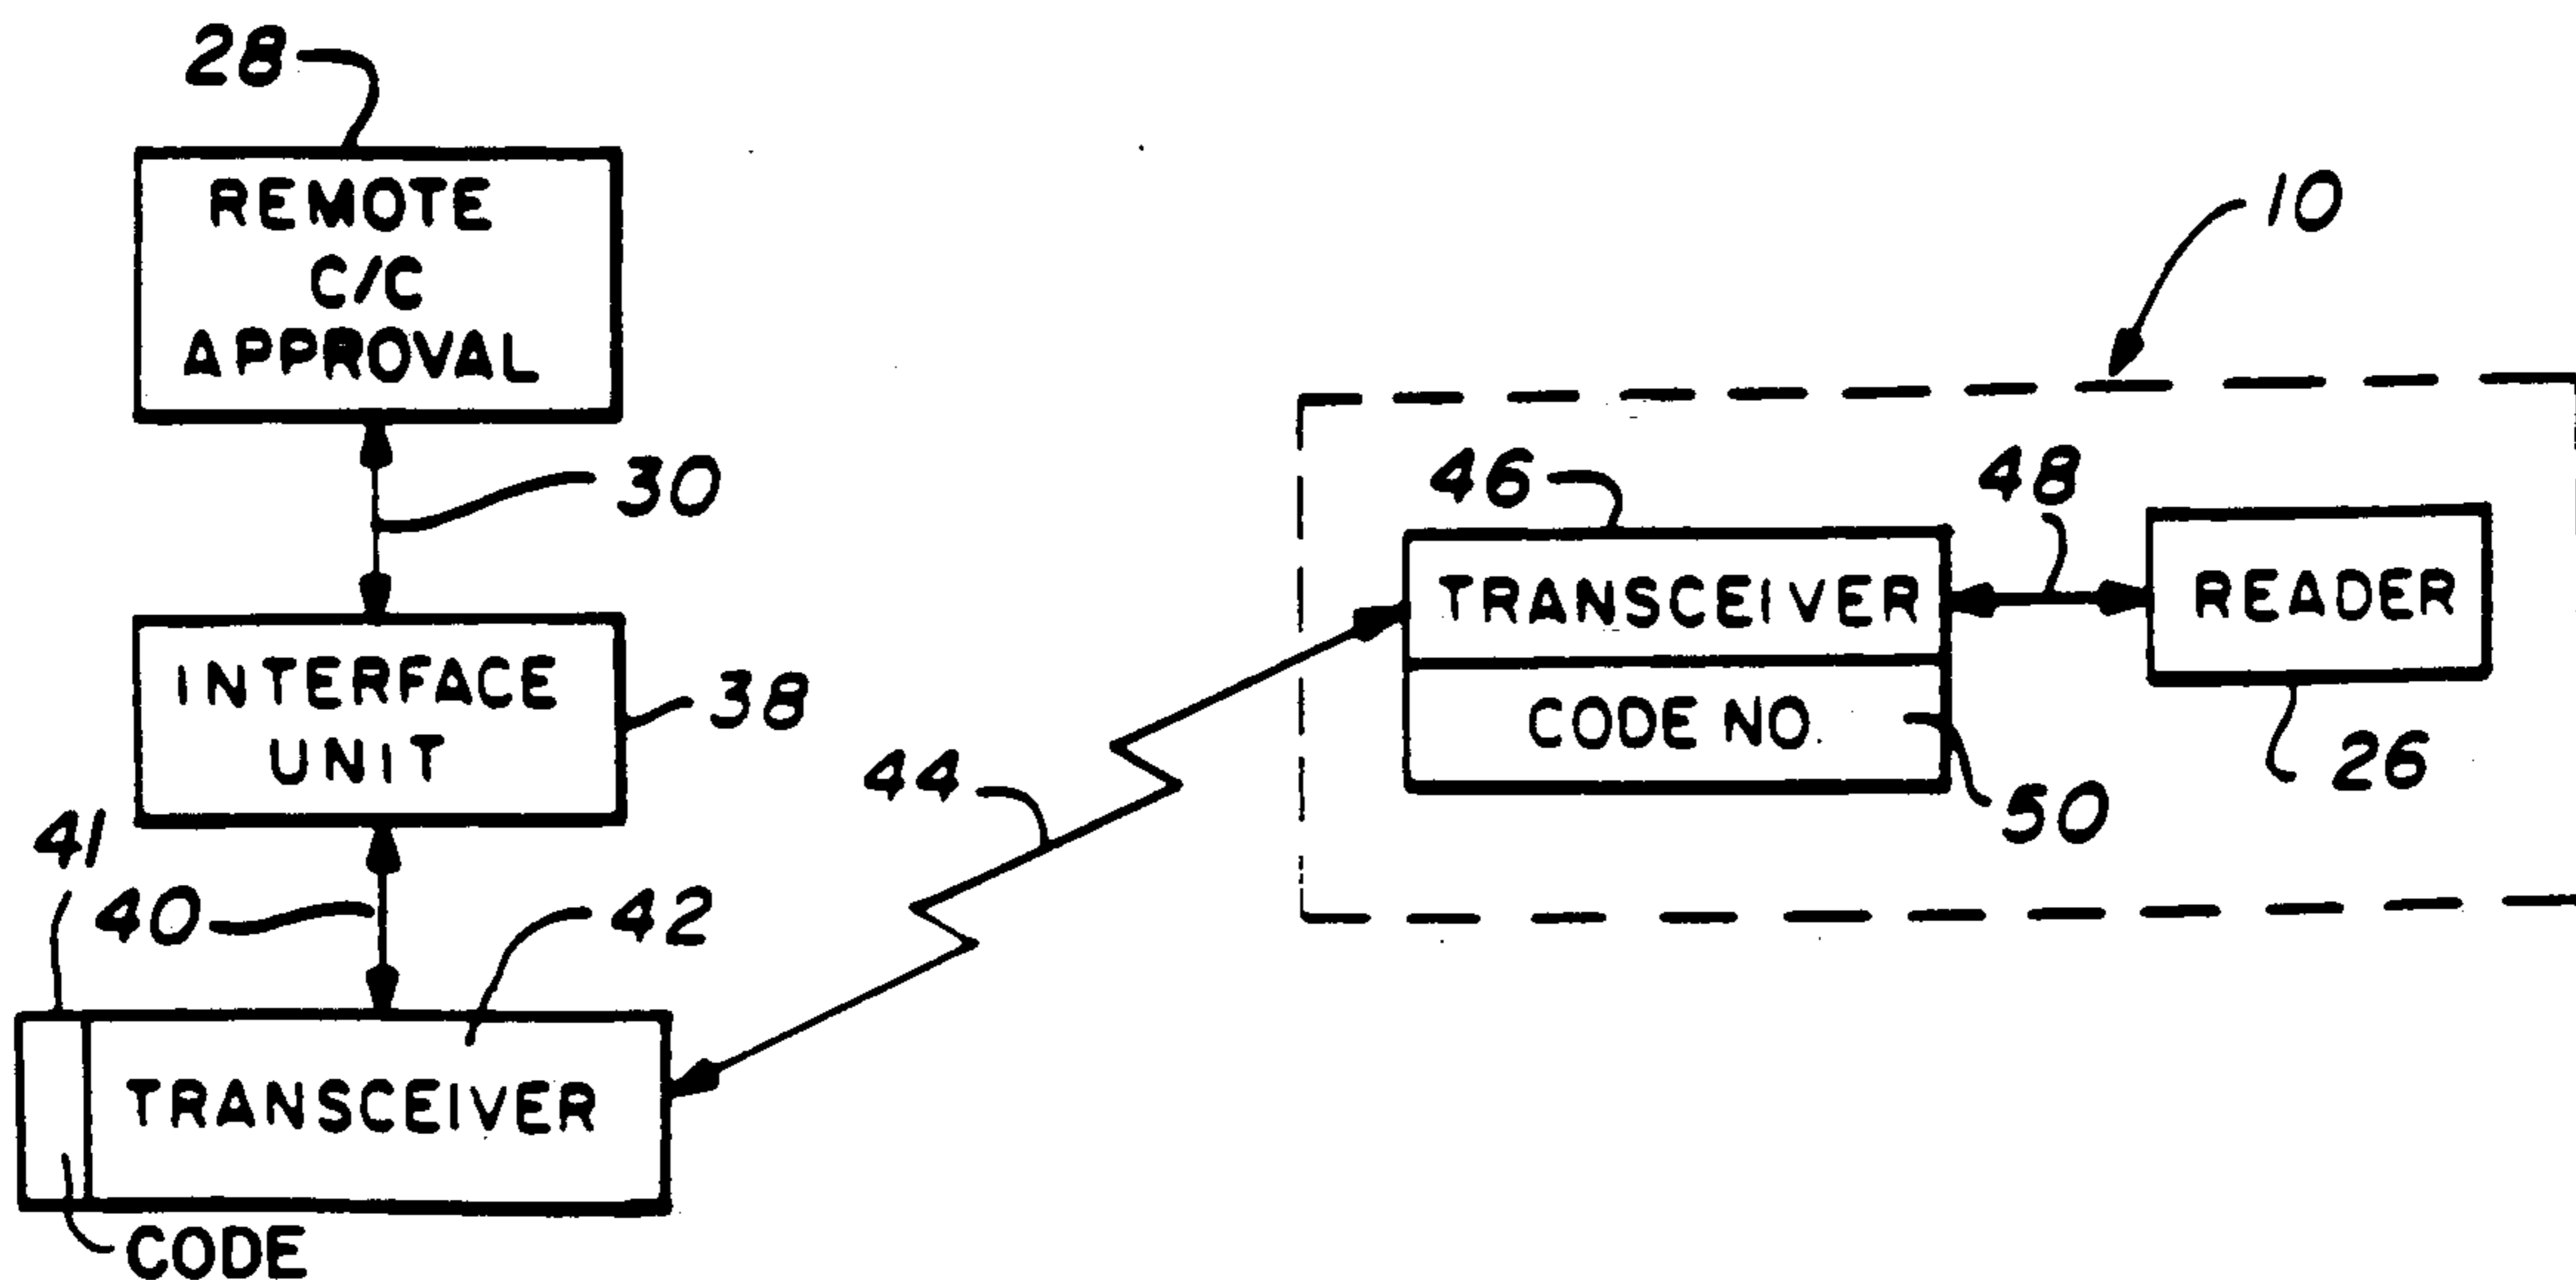 28
REMOTE
C/C
APPROVAL
30
INTERFACE
UNIT
38
41
40
42
TRANSCEIVER
CODE
44
10
46
TRANSCEIVER
CODE NO.
50
48
READER
26